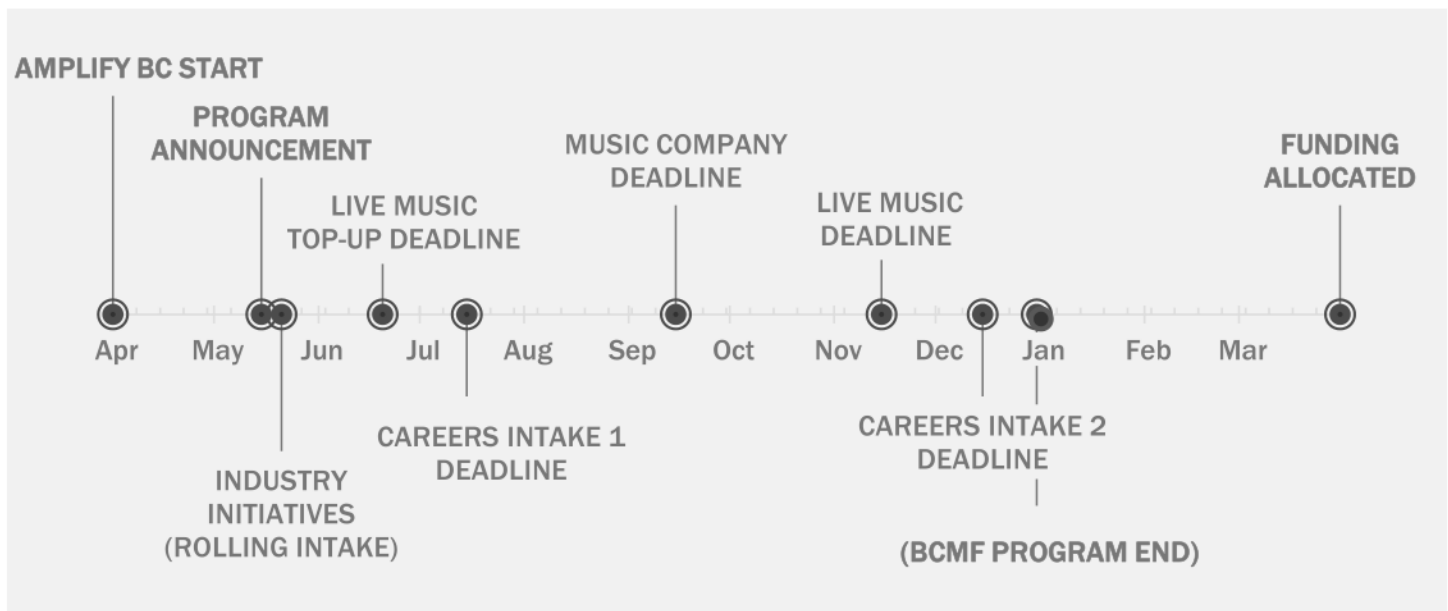 AMPLIFY BC START
PROGRAM
ANNOUNCEMENT
LIVE MUSIC
TOP-UP DEADLINE
MUSIC COMPANY
DEADLINE
LIVE MUSIC
DEADLINE
FUNDING
ALLOCATED
Apr May Jun Jul Aug Sep Oct Nov Dec Jan Feb Mar
INDUSTRY
INITIATIVES
(ROLLING INTAKE)
CAREERS INTAKE 1
DEADLINE
CAREERS INTAKE 2
DEADLINE
(BCMF PROGRAM END)